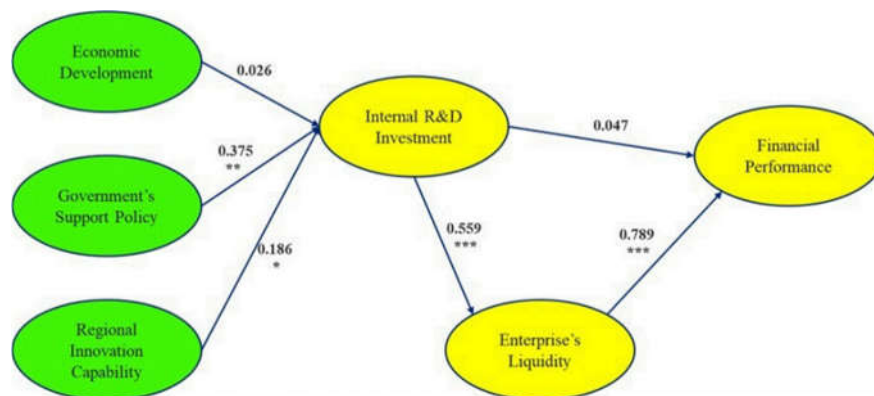 Economic
Development
0.026
Internal R&D
Investment
0.047
Financial
Performance
0.375
**
Government's
Support Policy
0.186
*
0.559
***
0.789
***
Regional
Innovation
Capability
Enterprise's
Liquidity